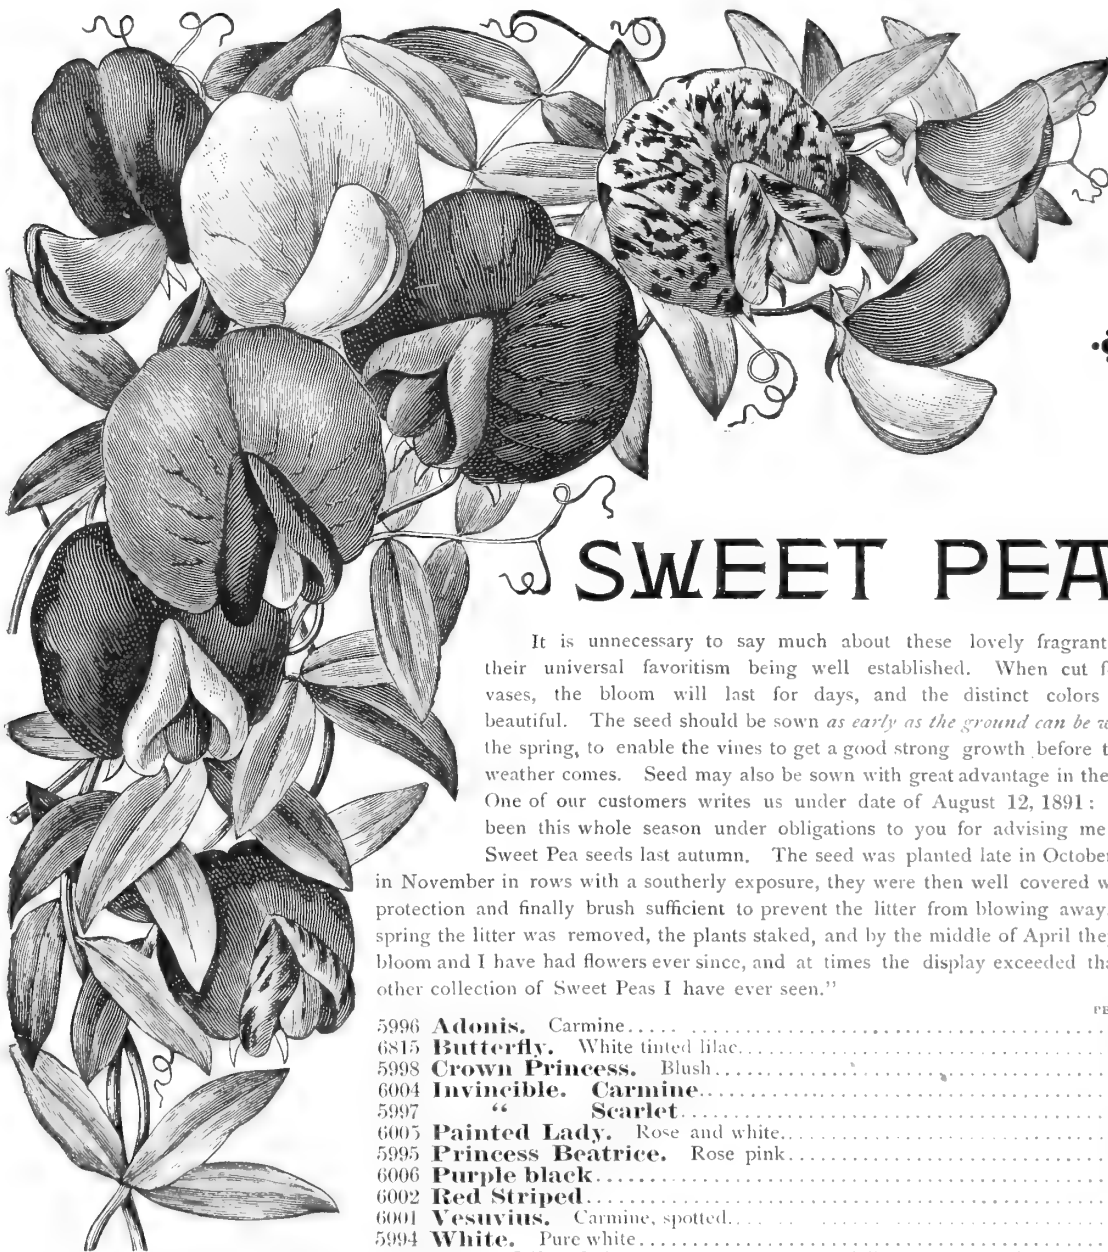 SWEET PEA
It is unnecessary to say much about these lovely fragrant
their universal favoritism being well established. When cut f
vases, the bloom will last for days, and the distinct colors
beautiful. The seed should be sown as early as the ground can be w
the spring, to enable the vines to get a good strong growth before t
weather comes. Seed may also be sown with great advantage in the
One of our customers writes us under date of August 12, 1891:
been this whole season under obligations to you for advising me
Sweet Pea seeds last autumn. The seed was planted late in October
in November in rows with a southerly exposure, they were then well covered w
protection and finally brush sufficient to prevent the litter from blowing away.
spring the litter was removed, the plants staked, and by the middle of April the
bloom and I have had flowers ever since, and at times the display exceeded tha
other collection of Sweet Peas I have ever seen.”
PE
5996 Adonis. Carmine
6815 Butterfly. White tinted lilac
5998 Crown Princess. Blush
6004 Invincible. Carmine
5997 “ Scarlet
6005 Painted Lady. Rose and white
5995 Princess Beatrice. Rose pink
6006 Purple black
6002 Red Striped
6001 Vesuvius. Carmine, spotted
5994 White. Pure white